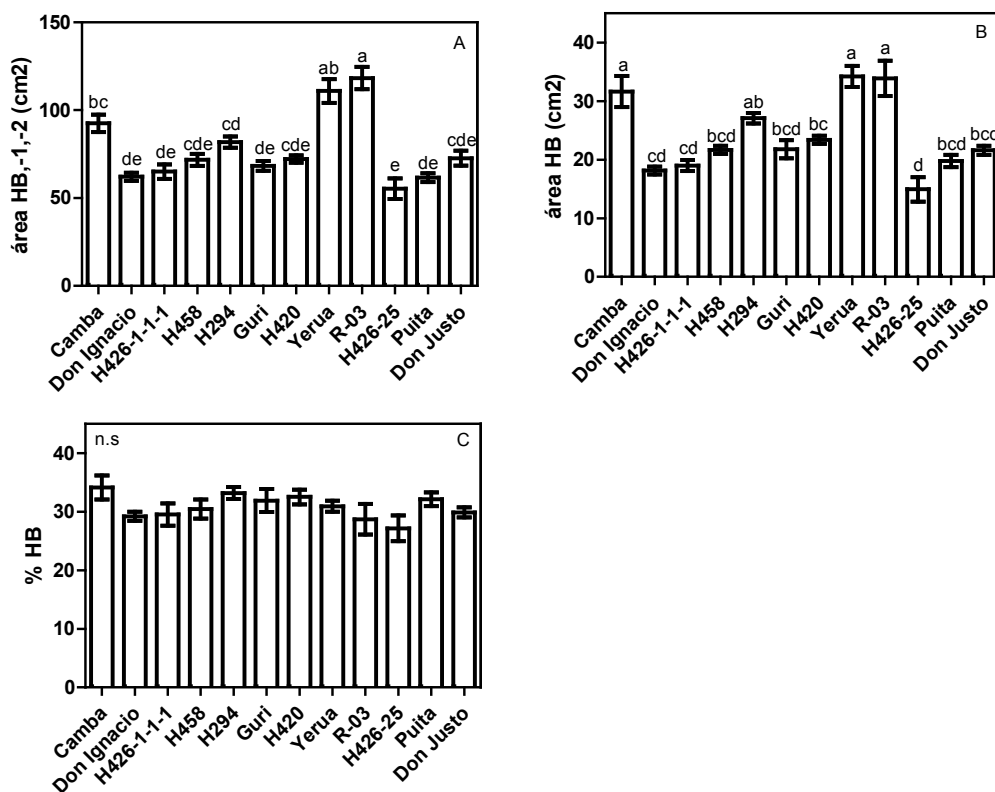 A
área HB,-1,-2 (cm2)
150
100
50
0
bc
de
de
cde
cd
de
cde
ab
a
e
de
cde
Camba
Don Ignacio
H426-1-1-1
H458
H294
Guri
H420
Yerua
R-03
H426-25
Puita
Don Justo
B
área HB (cm2)
40
30
20
10
0
a
cd
cd
bcd
ab
bcd
bc
a
a
d
bcd
bcd
Camba
Don Ignacio
H426-1-1-1
H458
H294
Guri
H420
Yerua
R-03
H426-25
Puita
Don Justo
n.s
C
% HB
40
30
20
10
0
Camba
Don Ignacio
H426-1-1-1
H458
H294
Guri
H420
Yerua
R-03
H426-25
Puita
Don Justo